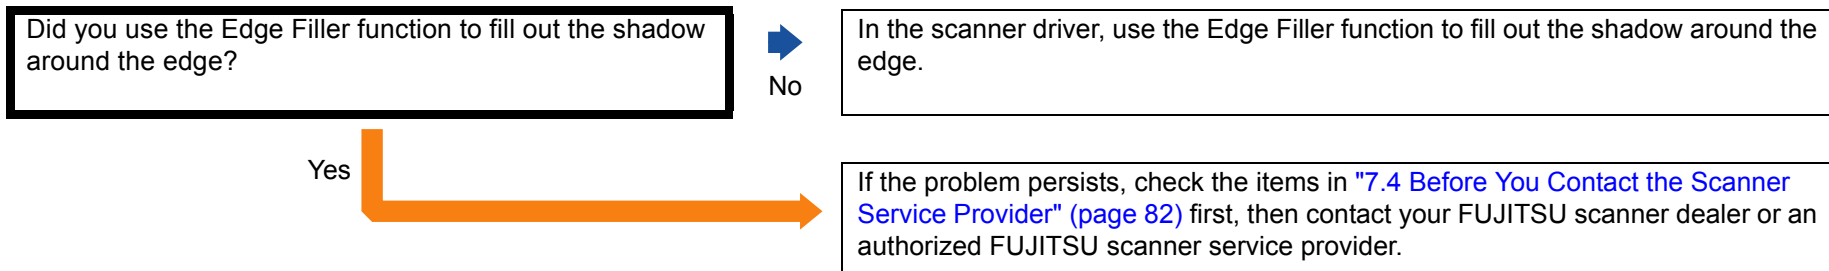 Did you use the Edge Filler function to fill out the shadow
around the edge?
No
In the scanner driver, use the Edge Filler function to fill out the shadow around the
edge.
Yes
If the problem persists, check the items in "7.4 Before You Contact the Scanner
Service Provider" (page 82) first, then contact your FUJITSU scanner dealer or an
authorized FUJITSU scanner service provider.